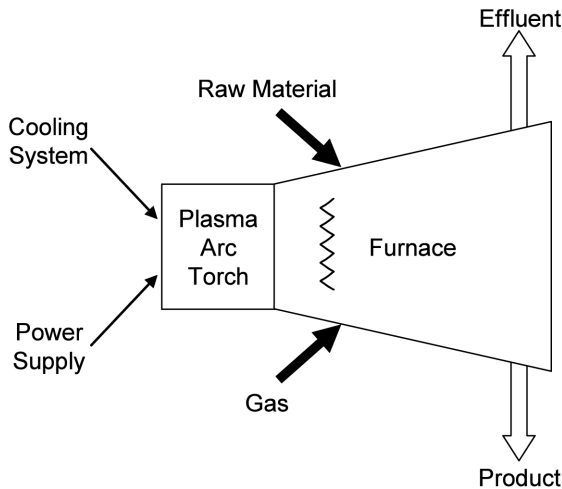 Effluent
Raw Material
Cooling
System
Plasma
Arc
Torch
Furnace
Power
Supply
Gas
Product